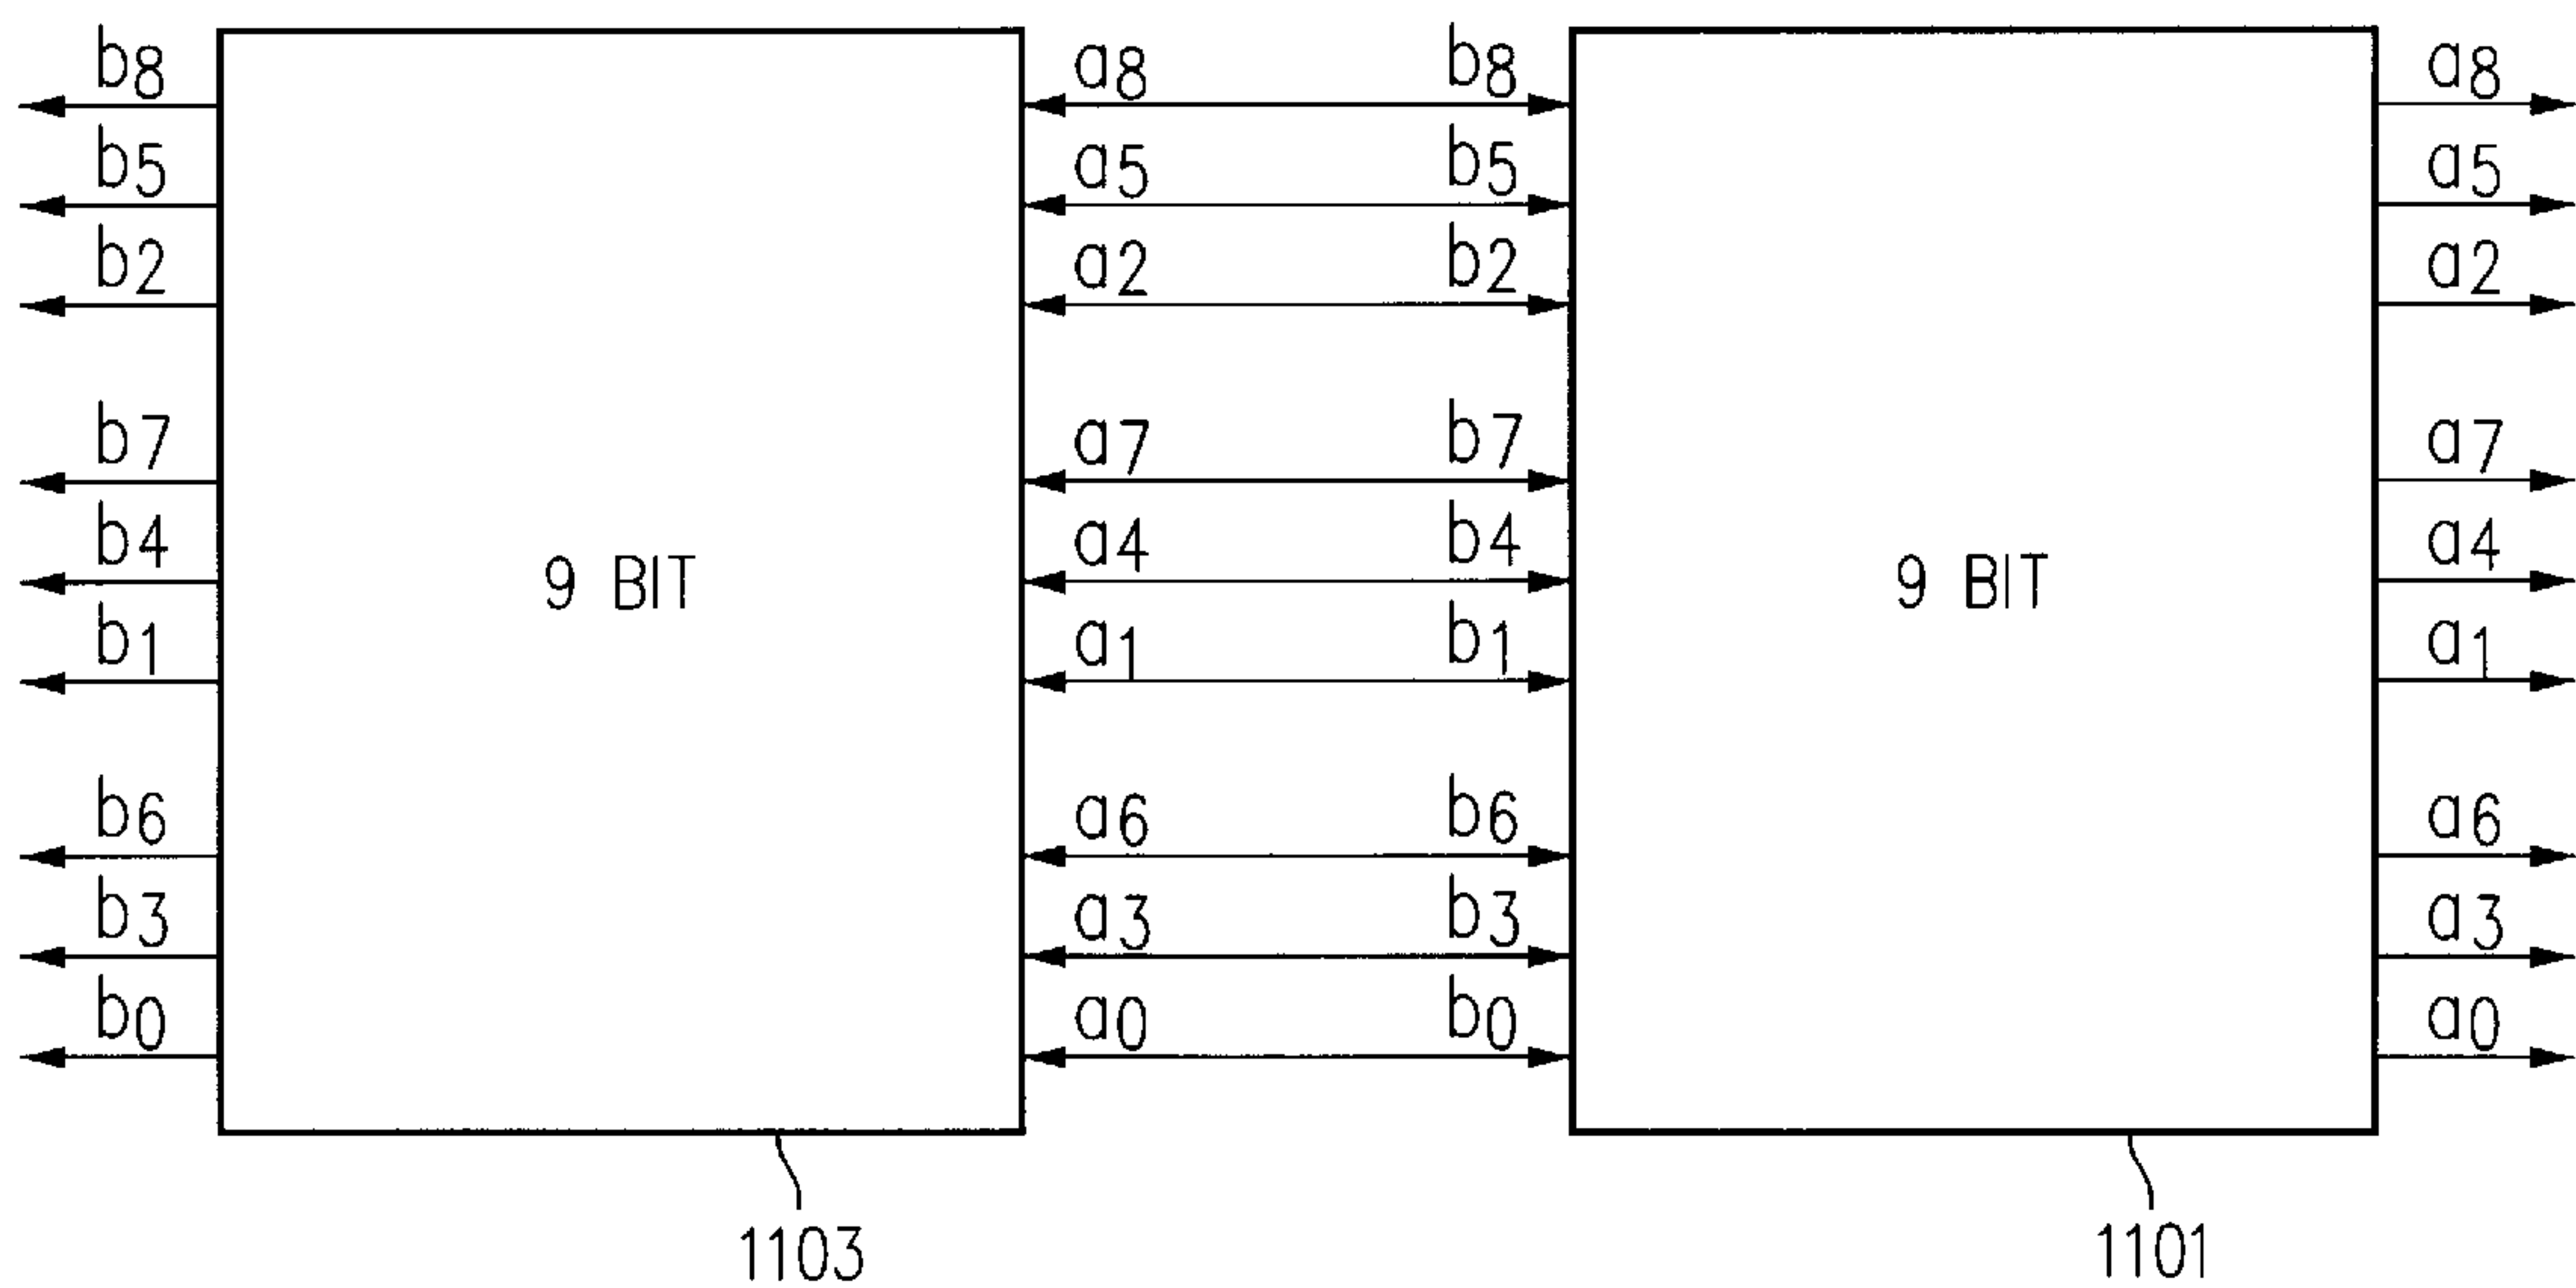 b8 a8 b8 a8
b5 a5 b5 a5
b2 a2 b2 a2
b7 a7 b7 a7
b4 a4 b4 a4
9 BIT 9 BIT
b1 a1 b1 a1
b6 a6 b6 a6
b3 a3 b3 a3
b0 a0 b0 a0
1103 1101